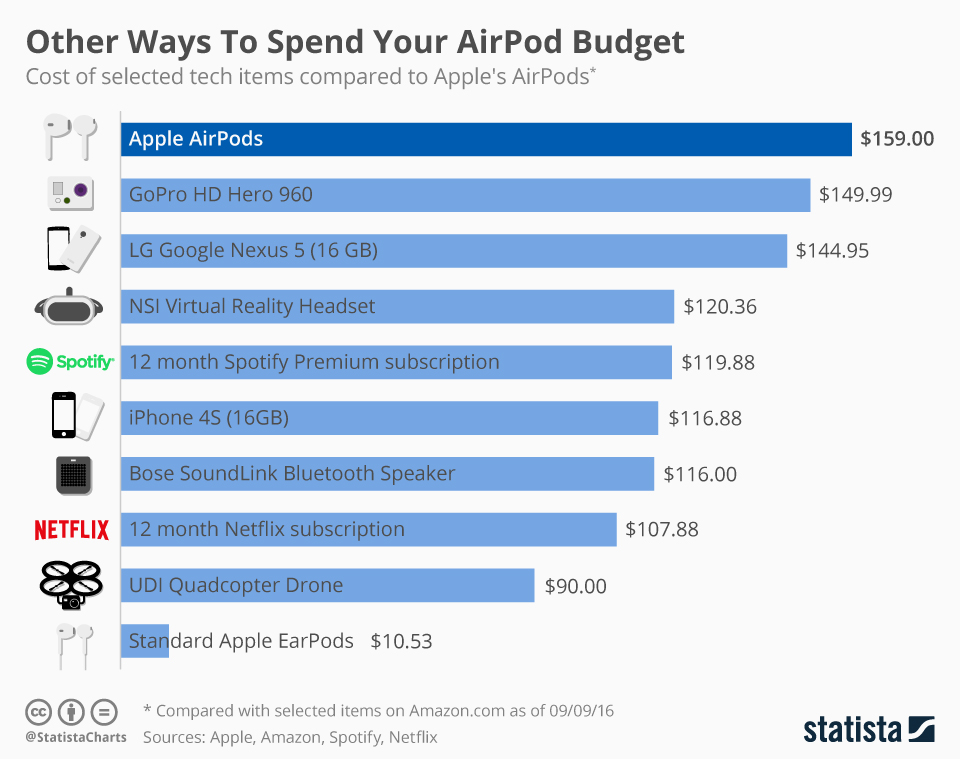 Other Ways To Spend Your AirPod Budget
Cost of selected tech items compared to Apple's AirPods*
Apple AirPods $159.00
GoPro HD Hero 960 $149.99
LG Google Nexus 5 (16 GB) $144.95
NSI Virtual Reality Headset $120.36
Spotify 12 month Spotify Premium subscription $119.88
iPhone 4S (16GB) $116.88
Bose SoundLink Bluetooth Speaker $116.00
NETFLIX 12 month Netflix subscription $107.88
UDI Quadcopter Drone $90.00
Standard Apple EarPods $10.53
cc = * Compared with selected items on Amazon.com as of 09/09/16
@StatistaCharts Sources: Apple, Amazon, Spotify, Netflix
statista